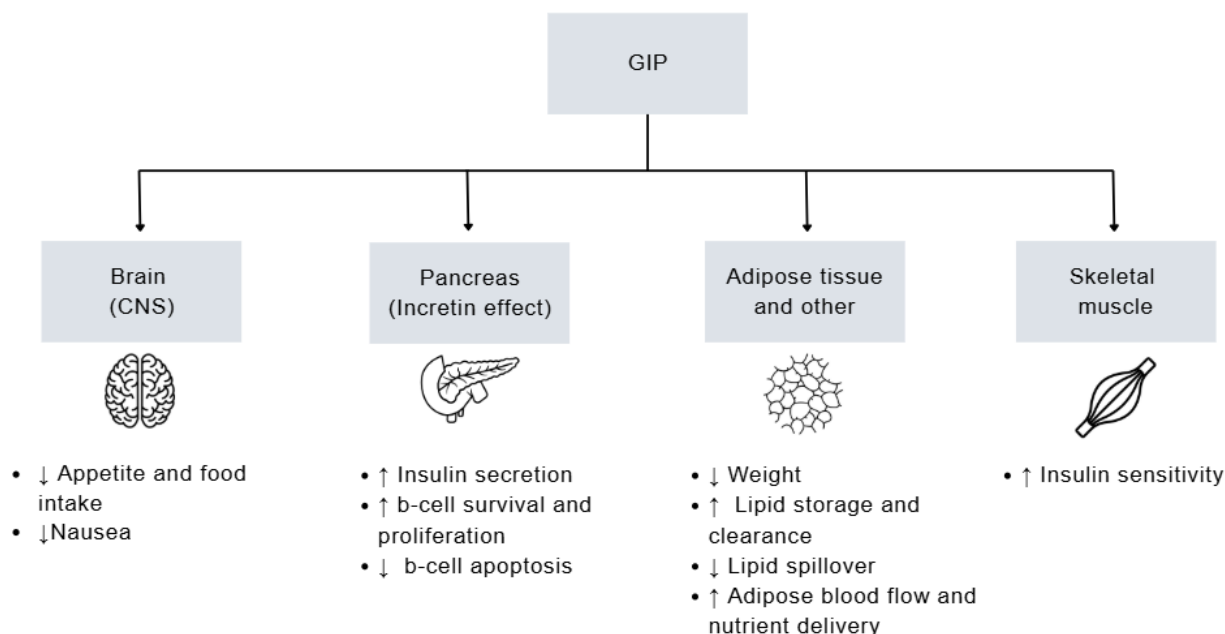 GIP
Brain
(CNS)
Pancreas
(Incretin effect)
Adipose tissue
and other
Skeletal
muscle
• ↓ Appetite and food
intake
• ↓Nausea
• ↑ Insulin secretion
• ↑ b-cell survival and
proliferation
• ↓ b-cell apoptosis
• ↓ Weight
• ↑ Lipid storage and
clearance
• ↓ Lipid spillover
• ↑ Adipose blood flow and
nutrient delivery
• ↑ Insulin sensitivity